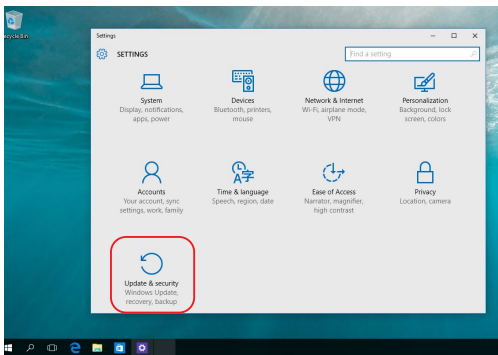 Recycle Bin
Settings
SETTINGS
Find a setting
System
Display, notifications,
apps, power
Devices
Bluetooth, printers,
mouse
Network & Internet
Wi-Fi, airplane mode,
VPN
Personalization
Background, lock
screen, colors
Accounts
Your account, sync
settings, work, family
Time & language
Speech, region, date
Ease of Access
Narrator, magnifier,
high contrast
Privacy
Location, camera
Update & security
Windows Update,
recovery, backup